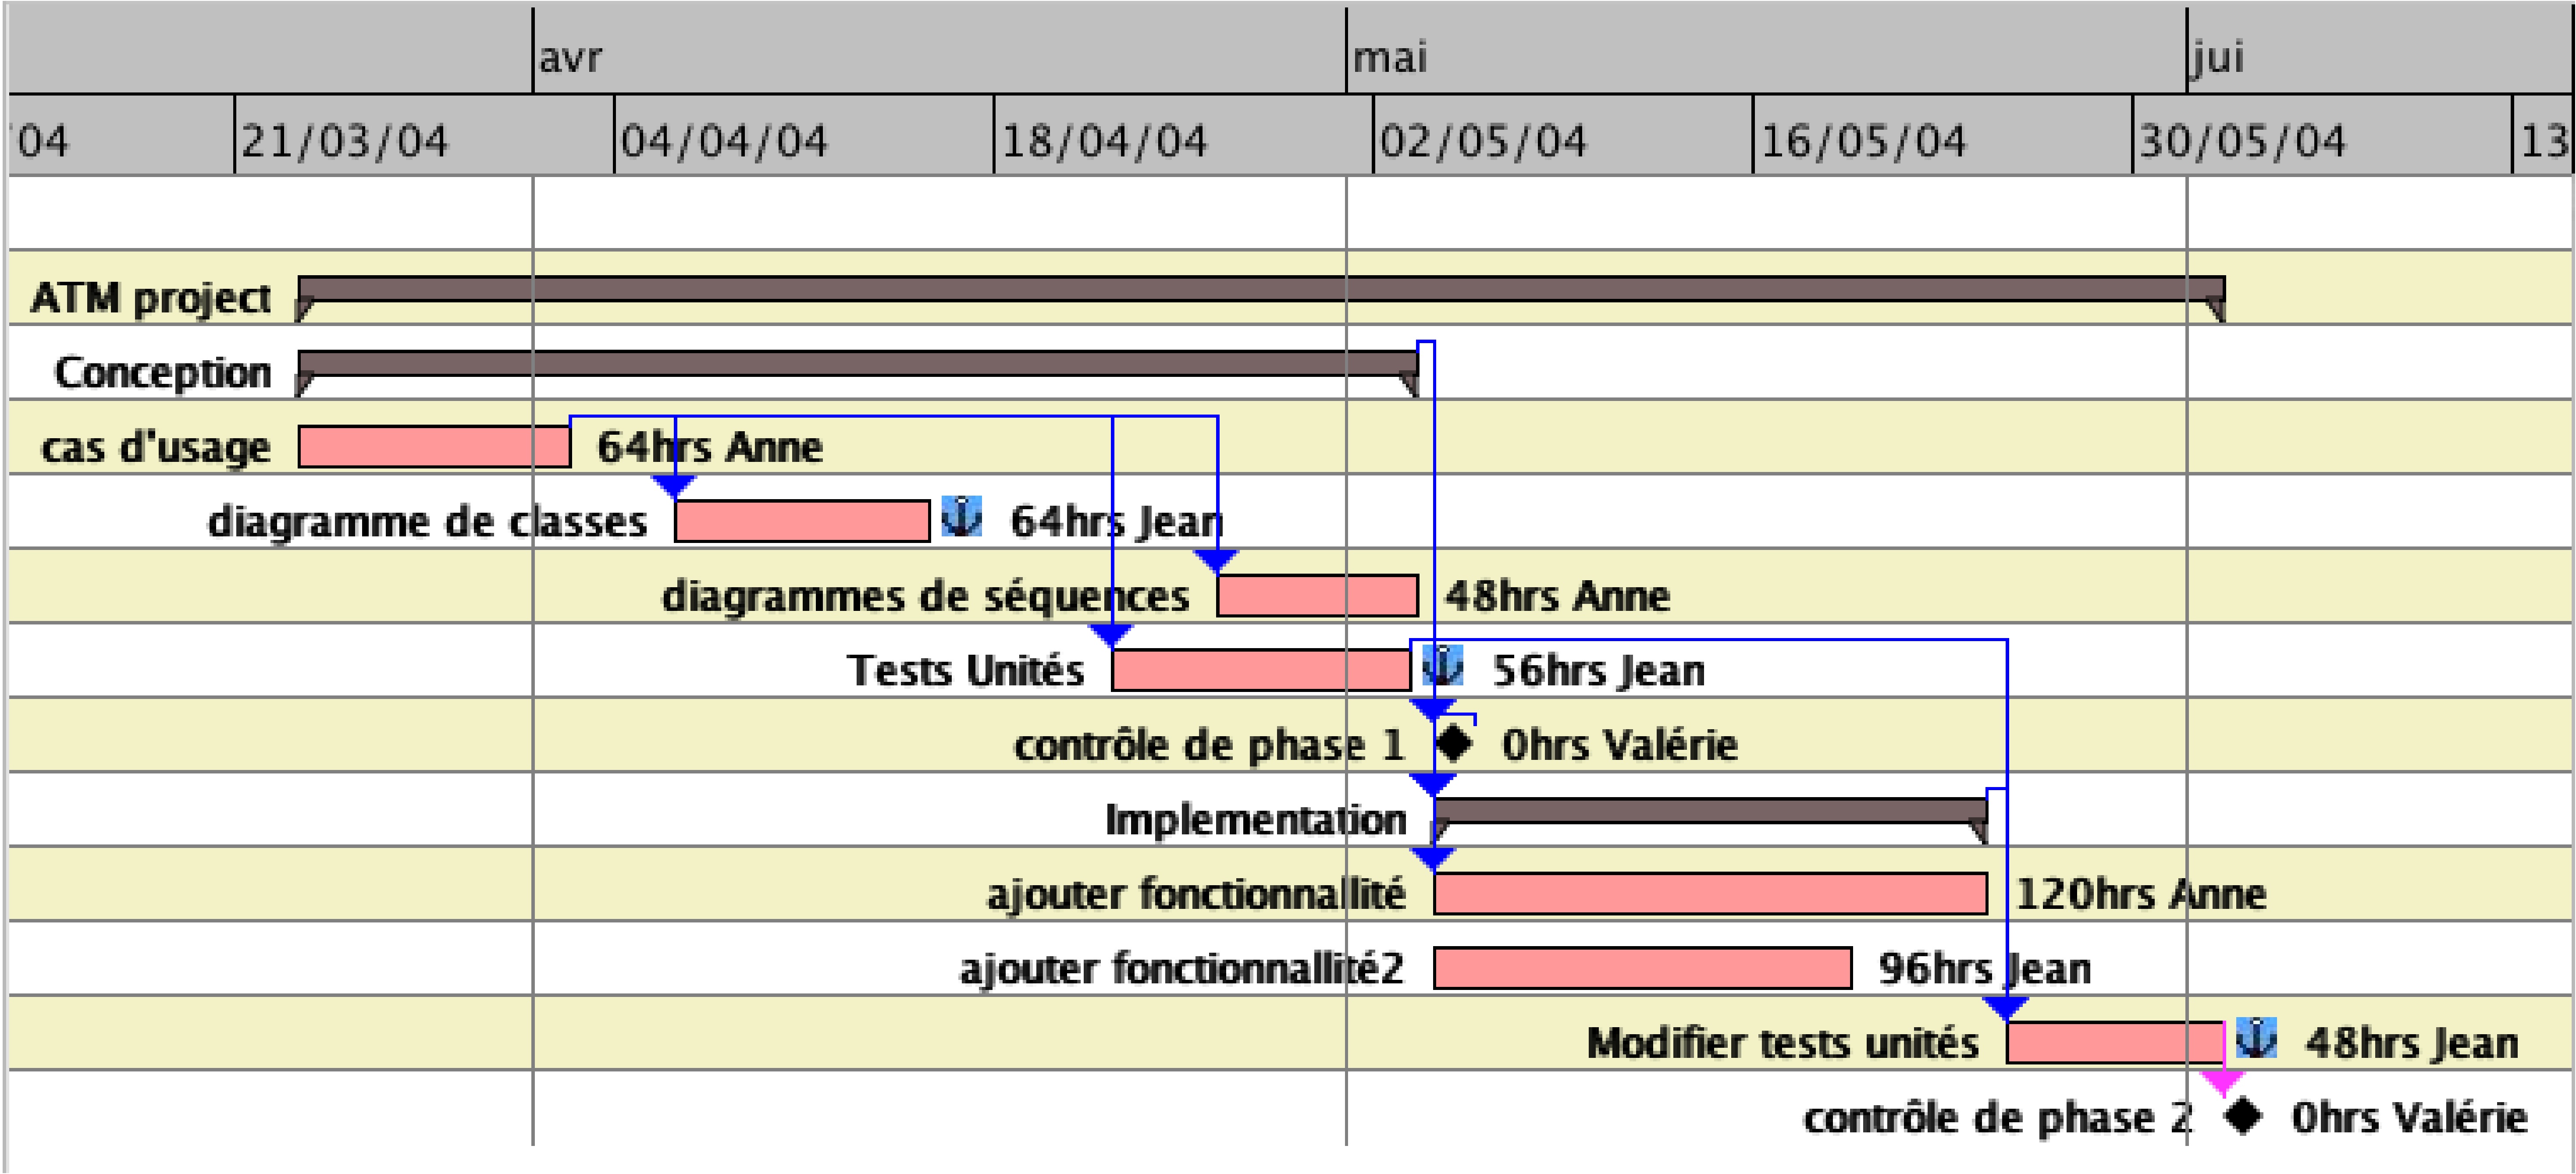 avr mai jui
'04 21/03/04 04/04/04 18/04/04 02/05/04 16/05/04 30/05/04 13
ATM project
Conception
cas d'usage 64hrs Anne
diagramme de classes 64hrs Jean
diagrammes de séquences 48hrs Anne
Tests Unités 56hrs Jean
contrôle de phase 1 0hrs Valérie
Implementation
ajouter fonctionnallité 120hrs Anne
ajouter fonctionnallité2 96hrs Jean
Modifier tests unités 48hrs Jean
contrôle de phase 2 0hrs Valérie